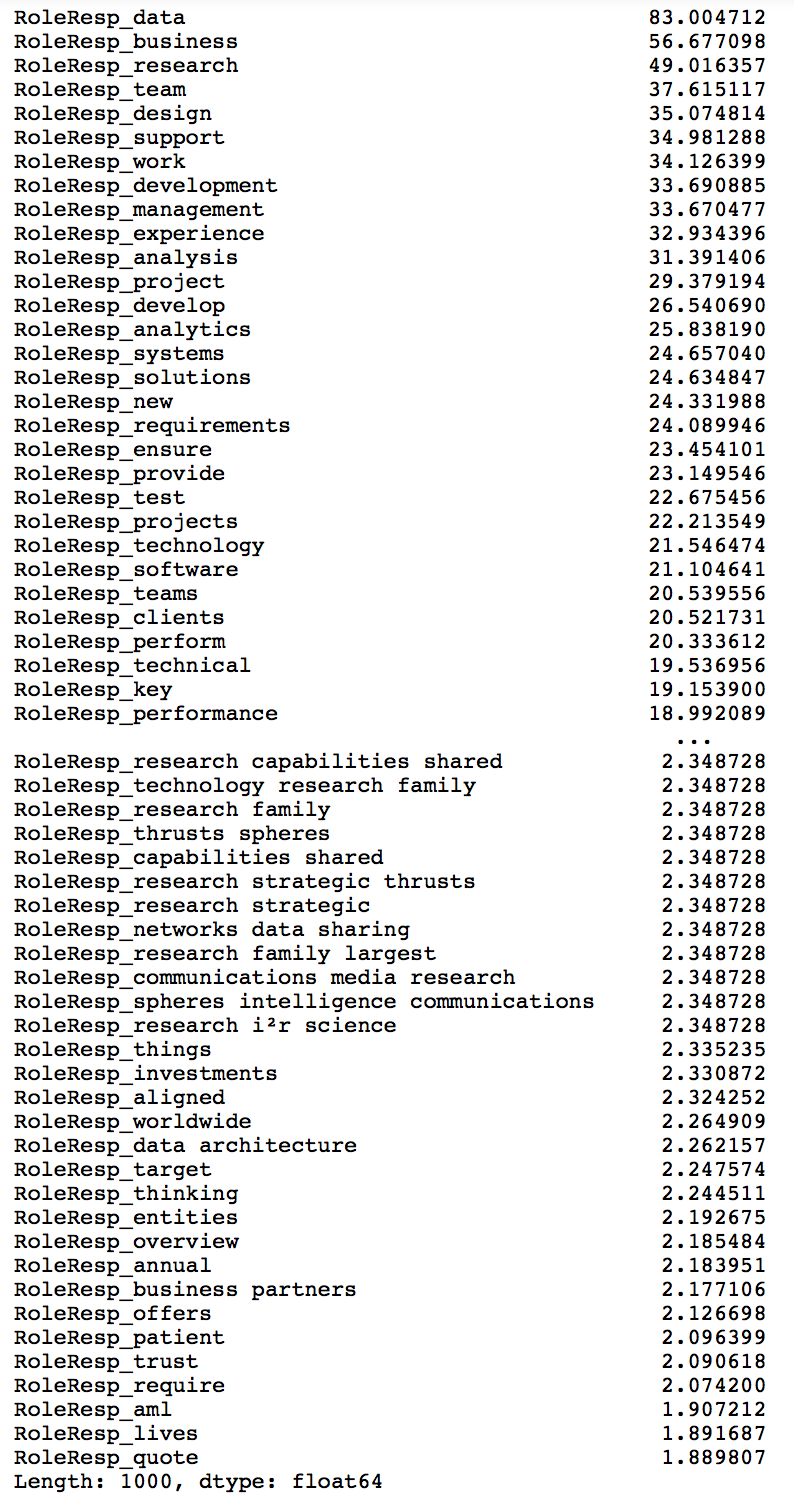 RoleResp_data 83.004712
RoleResp_business 56.677098
RoleResp_research 49.016357
RoleResp_team 37.615117
RoleResp_design 35.074814
RoleResp_support 34.981288
RoleResp_work 34.126399
RoleResp_development 33.690885
RoleResp_management 33.670477
RoleResp_experience 32.934396
RoleResp_analysis 31.391406
RoleResp_project 29.379194
RoleResp_develop 26.540690
RoleResp_analytics 25.838190
RoleResp_systems 24.657040
RoleResp_solutions 24.634847
RoleResp_new 24.331988
RoleResp_requirements 24.089946
RoleResp_ensure 23.454101
RoleResp_provide 23.149546
RoleResp_test 22.675456
RoleResp_projects 22.213549
RoleResp_technology 21.546474
RoleResp_software 21.104641
RoleResp_teams 20.539556
RoleResp_clients 20.521731
RoleResp_perform 20.333612
RoleResp_technical 19.536956
RoleResp_key 19.153900
RoleResp_performance 18.992089
...
RoleResp_research capabilities shared 2.348728
RoleResp_technology research family 2.348728
RoleResp_research family 2.348728
RoleResp_thrusts spheres 2.348728
RoleResp_capabilities shared 2.348728
RoleResp_research strategic thrusts 2.348728
RoleResp_research strategic 2.348728
RoleResp_networks data sharing 2.348728
RoleResp_research family largest 2.348728
RoleResp_communications media research 2.348728
RoleResp_spheres intelligence communications 2.348728
RoleResp_research i²r science 2.348728
RoleResp_things 2.335235
RoleResp_investments 2.330872
RoleResp_aligned 2.324252
RoleResp_worldwide 2.264909
RoleResp_data architecture 2.262157
RoleResp_target 2.247574
RoleResp_thinking 2.244511
RoleResp_entities 2.192675
RoleResp_overview 2.185484
RoleResp_annual 2.183951
RoleResp_business partners 2.177106
RoleResp_offers 2.126698
RoleResp_patient 2.096399
RoleResp_trust 2.090618
RoleResp_require 2.074200
RoleResp_aml 1.907212
RoleResp_lives 1.891687
RoleResp_quote 1.889807
Length: 1000, dtype: float64